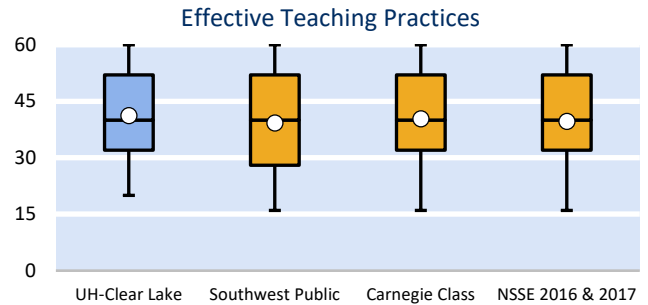 Effective Teaching Practices
60
45
30
15
0
UH-Clear Lake Southwest Public Carnegie Class NSSE 2016 & 2017